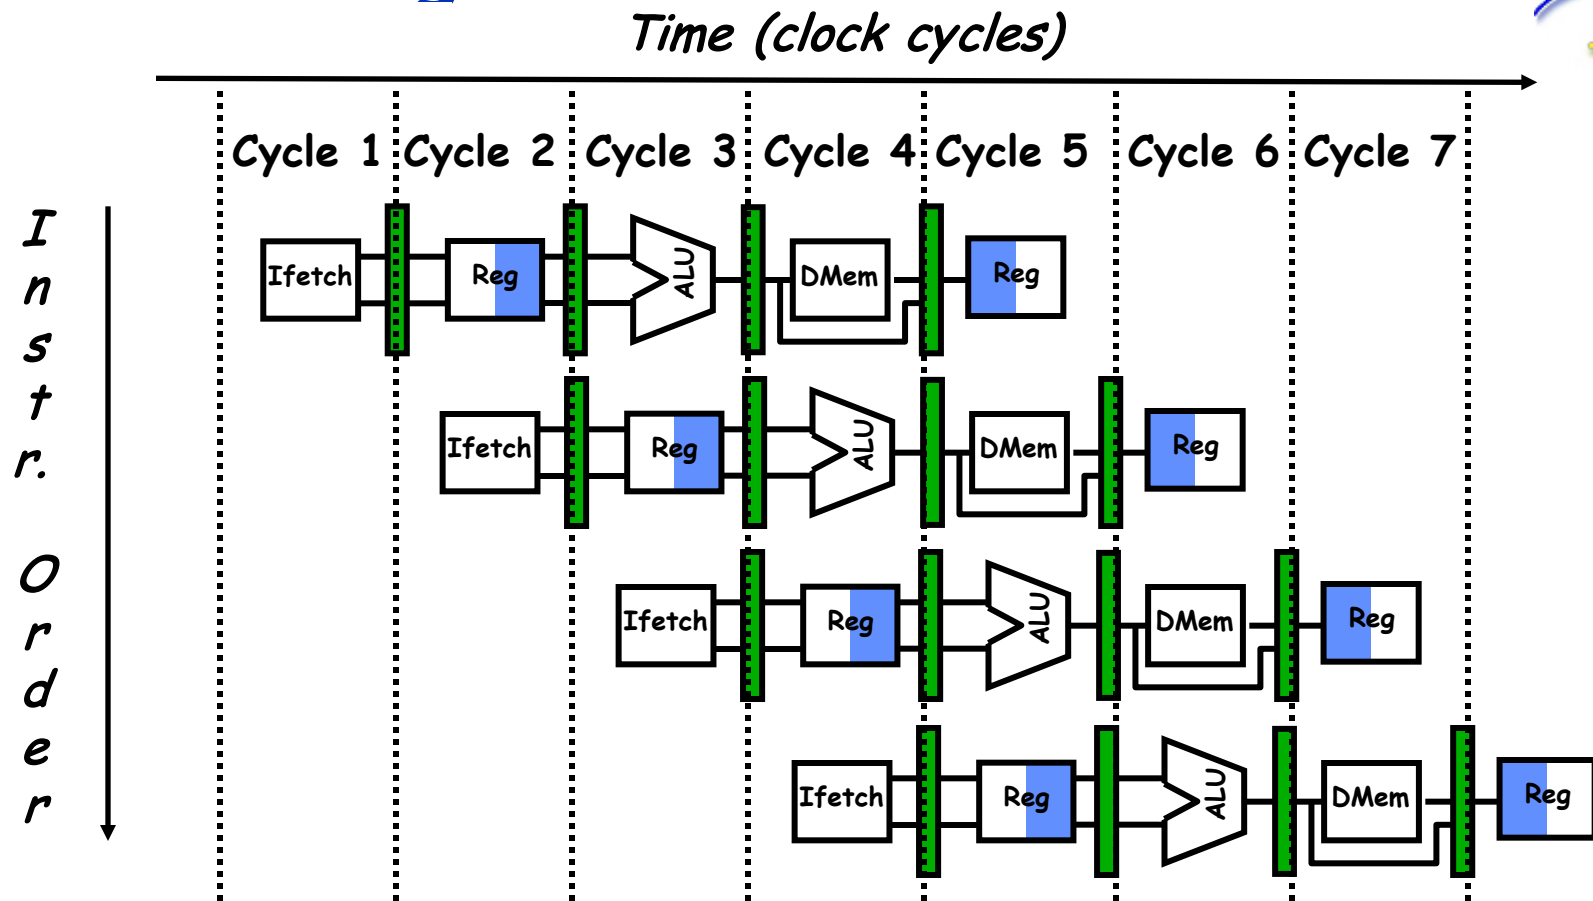 Time (clock cycles)
Cycle 1 Cycle 2 Cycle 3 Cycle 4 Cycle 5 Cycle 6 Cycle 7
Instr. Order
Ifetch Reg ALU DMem Reg
Ifetch Reg ALU DMem Reg
Ifetch Reg ALU DMem Reg
Ifetch Reg ALU DMem Reg